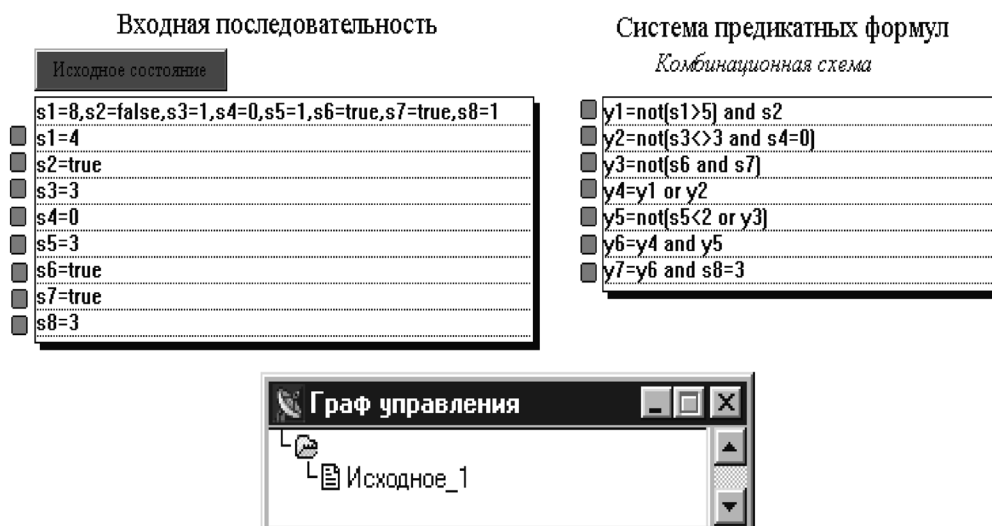 Входная последовательность
Исходное состояние
s1=8,s2=false,s3=1,s4=0,s5=1,s6=true,s7=true,s8=1
s1=4
s2=true
s3=3
s4=0
s5=3
s6=true
s7=true
s8=3
Система предикатных формул
Комбинационная схема
y1=not(s1>5) and s2
y2=not(s3<>3 and s4=0)
y3=not(s6 and s7)
y4=y1 or y2
y5=not(s5<2 or y3)
y6=y4 and y5
y7=y6 and s8=3
Граф управления
Исходное_1